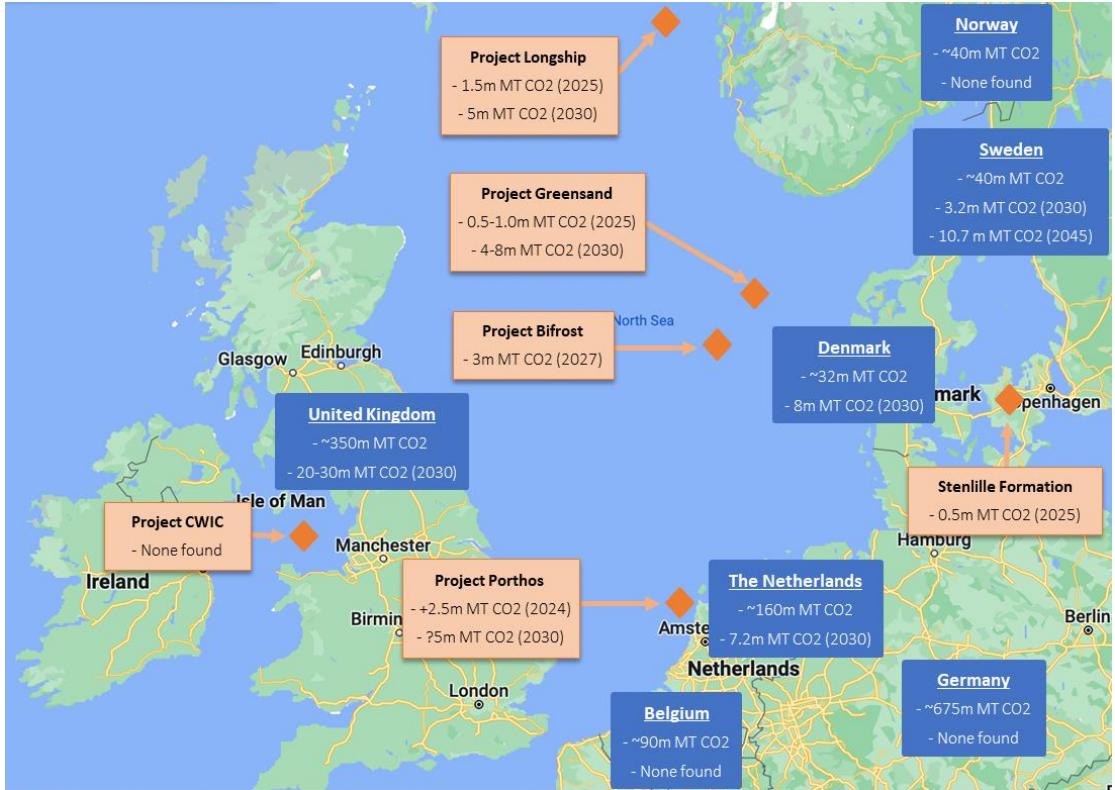 Project Longship
- 1.5m MT CO2 (2025)
- 5m MT CO2 (2030)
Norway
- ~40m MT CO2
- None found
Sweden
- ~40m MT CO2
- 3.2m MT CO2 (2030)
- 10.7 m MT CO2 (2045)
Project Greensand
- 0.5-1.0m MT CO2 (2025)
- 4-8m MT CO2 (2030)
North Sea
Project Bifrost
- 3m MT CO2 (2027)
Denmark
- ~32m MT CO2
- 8m MT CO2 (2030)
mark
openhagen
Glasgow
Edinburgh
United Kingdom
- ~350m MT CO2
- 20-30m MT CO2 (2030)
Isle of Man
Project CWIC
- None found
Ireland
Manchester
Stenlille Formation
- 0.5m MT CO2 (2025)
Hamburg
Project Porthos
- +2.5m MT CO2 (2024)
- ?5m MT CO2 (2030)
Birmin
The Netherlands
- ~160m MT CO2
- 7.2m MT CO2 (2030)
Amste
Netherlands
Berlin
London
Belgium
- ~90m MT CO2
- None found
Germany
- ~675m MT CO2
- None found